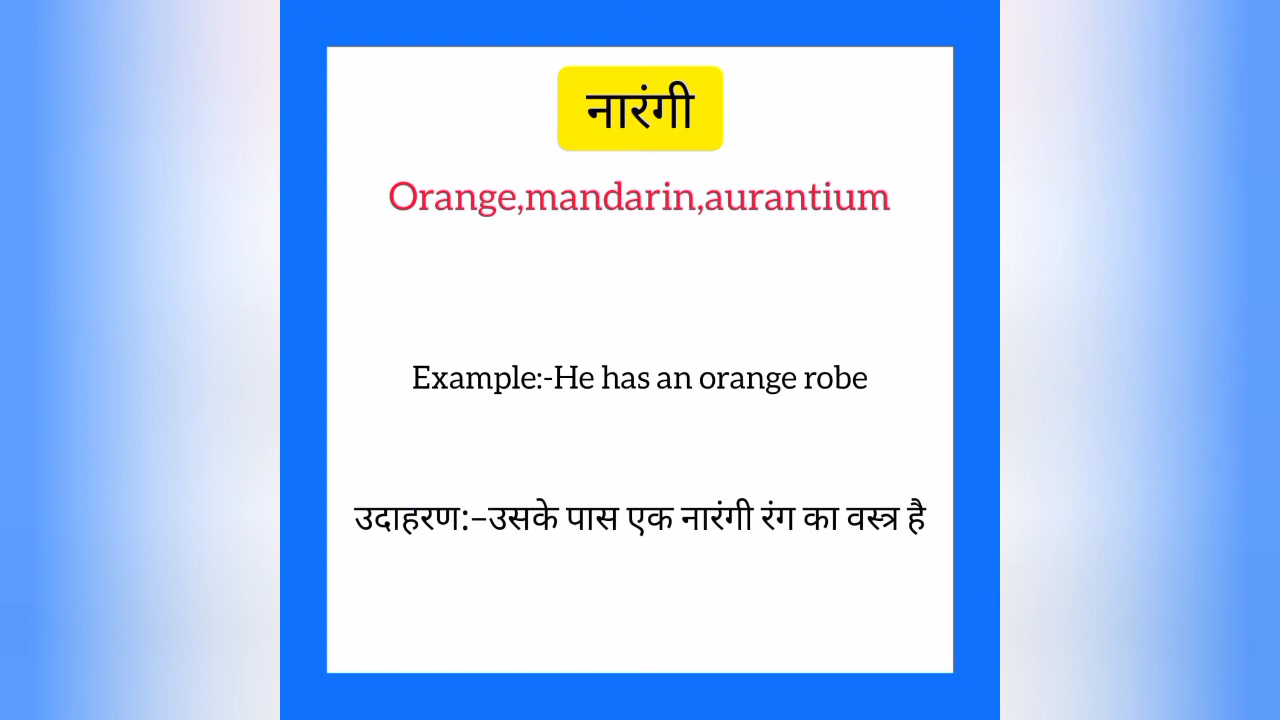 नारंगी
Orange,mandarin,aurantium
Example:-He has an orange robe
उदाहरण:–उसके पास एक नारंगी रंग का वस्त्र है